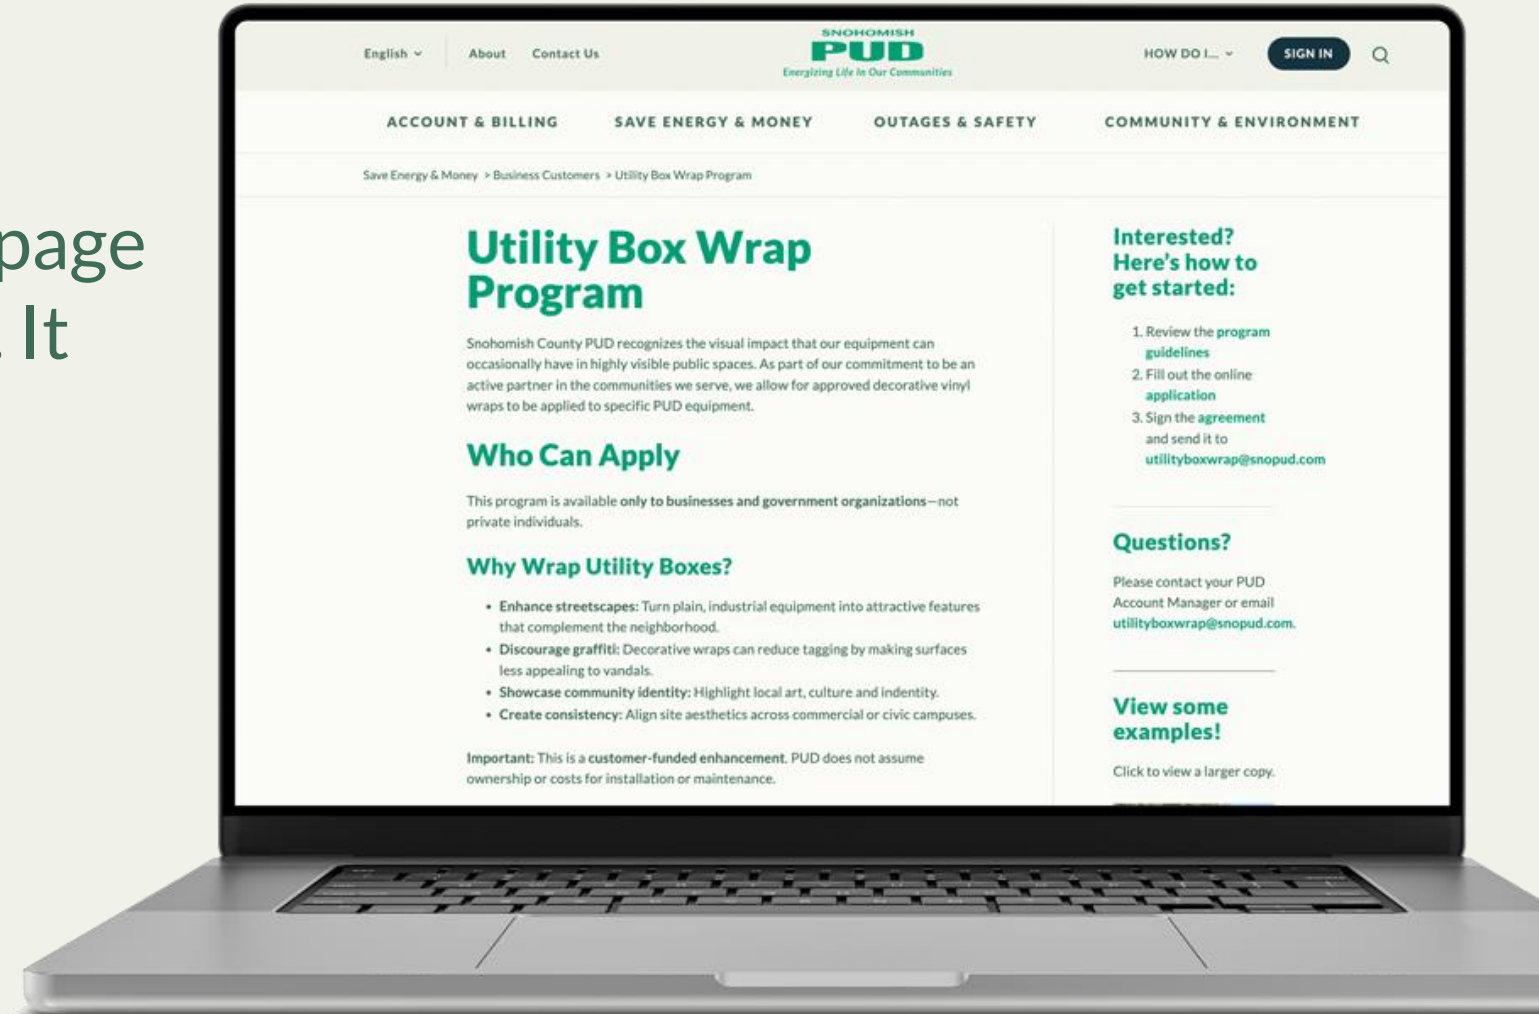 page
. It
English
About
Contact Us
SNOHOMISH
PUD
Energizing Life In Our Communities
HOW DO I...
SIGN IN
ACCOUNT & BILLING
SAVE ENERGY & MONEY
OUTAGES & SAFETY
COMMUNITY & ENVIRONMENT
Save Energy & Money > Business Customers > Utility Box Wrap Program
Utility Box Wrap
Program
Snohomish County PUD recognizes the visual impact that our equipment can
occasionally have in highly visible public spaces. As part of our commitment to be an
active partner in the communities we serve, we allow for approved decorative vinyl
wraps to be applied to specific PUD equipment.
Who Can Apply
This program is available only to businesses and government organizations—not
private individuals.
Why Wrap Utility Boxes?
• Enhance streetscapes: Turn plain, industrial equipment into attractive features
that complement the neighborhood.
• Discourage graffiti: Decorative wraps can reduce tagging by making surfaces
less appealing to vandals.
• Showcase community identity: Highlight local art, culture and indentity.
• Create consistency: Align site aesthetics across commercial or civic campuses.
Important: This is a customer-funded enhancement. PUD does not assume
ownership or costs for installation or maintenance.
Interested?
Here's how to
get started:
1. Review the program
guidelines
2. Fill out the online
application
3. Sign the agreement
and send it to
utilityboxwrap@snopud.com
Questions?
Please contact your PUD
Account Manager or email
utilityboxwrap@snopud.com.
View some
examples!
Click to view a larger copy.